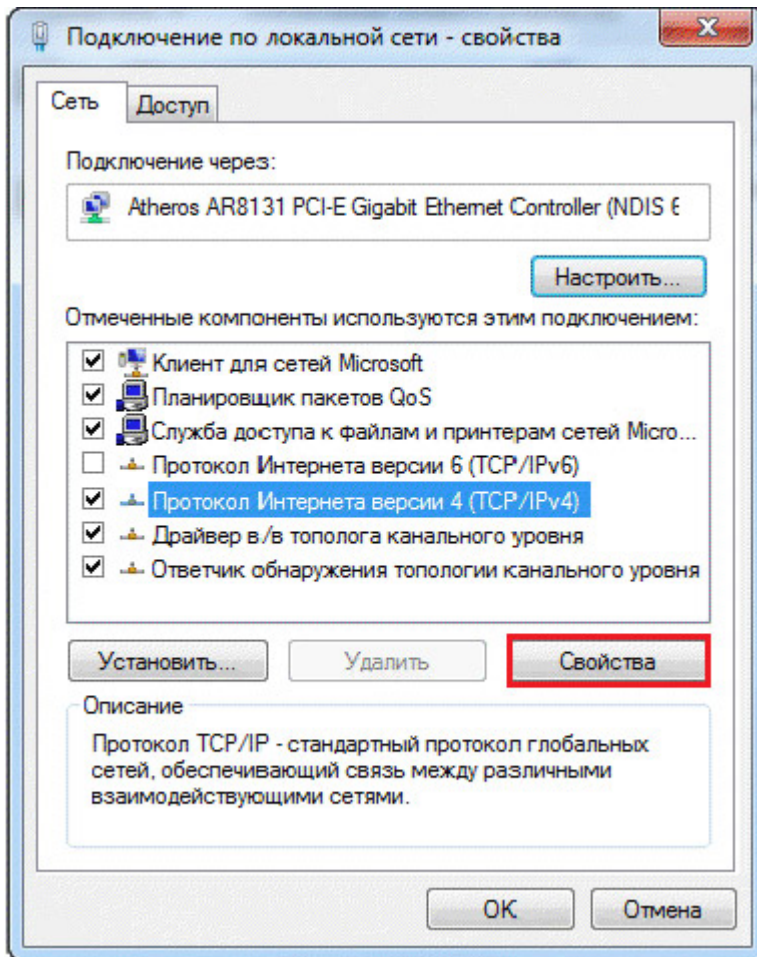 Подключение по локальной сети - свойства
Сеть
Доступ
Подключение через:
Atheros AR8131 PCI-E Gigabit Ethernet Controller (NDIS 6
Настроить...
Отмеченные компоненты используются этим подключением:
Клиент для сетей Microsoft
Планировщик пакетов QoS
Служба доступа к файлам и принтерам сетей Micro...
Протокол Интернета версии 6 (TCP/IPv6)
Протокол Интернета версии 4 (TCP/IPv4)
Драйвер в/в тополога канального уровня
Ответчик обнаружения топологии канального уровня
Установить...
Удалить
Свойства
Описание
Протокол TCP/IP - стандартный протокол глобальных
сетей, обеспечивающий связь между различными
взаимодействующими сетями.
OK
Отмена